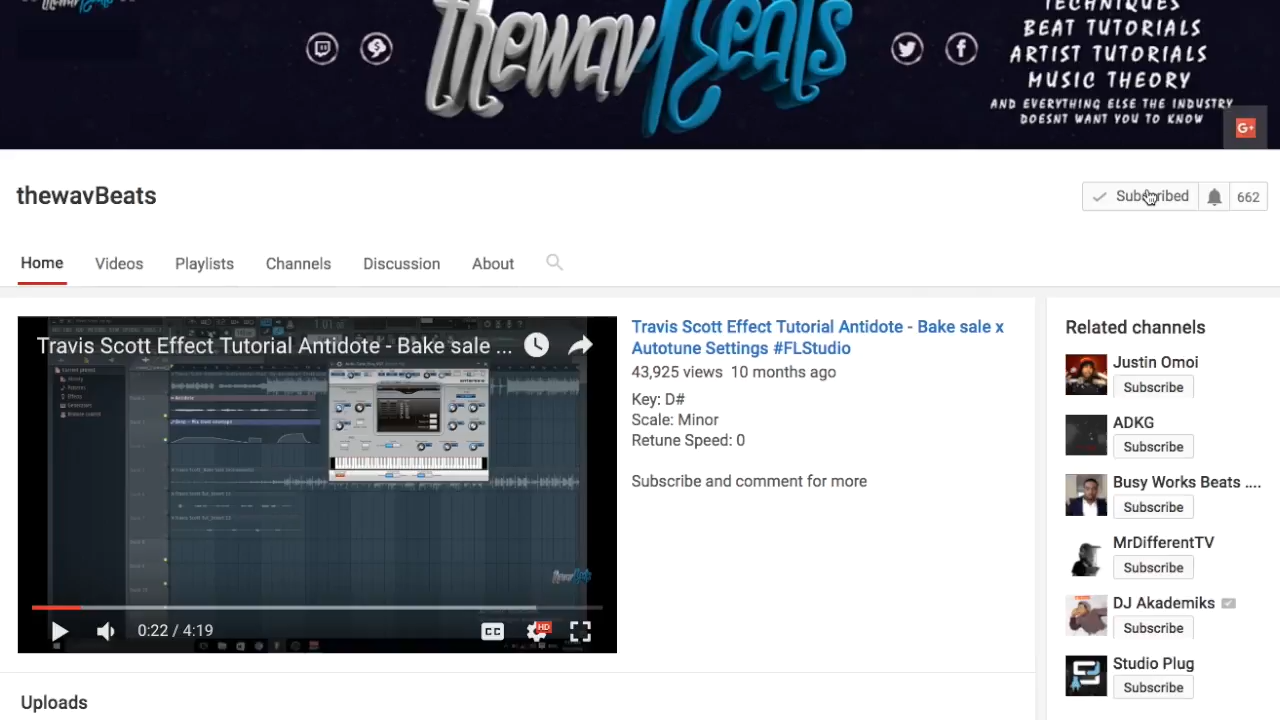 thewavBeats
TECHNIQUES
BEAT TUTORIALS
ARTIST TUTORIALS
MUSIC THEORY
AND EVERYTHING ELSE THE INDUSTRY
DOESNT WANT YOU TO KNOW
G+
thewavBeats
Subscribed
662
Home
Videos
Playlists
Channels
Discussion
About
Travis Scott Effect Tutorial Antidote - Bake sale ...
0:22 / 4:19
CC
HD
Travis Scott Effect Tutorial Antidote - Bake sale x
Autotune Settings #FLStudio
43,925 views 10 months ago
Key: D#
Scale: Minor
Retune Speed: 0
Subscribe and comment for more
Related channels
Justin Omoi
Subscribe
ADKG
Subscribe
Busy Works Beats ....
Subscribe
MrDifferentTV
Subscribe
DJ Akademiks
Subscribe
Studio Plug
Subscribe
Uploads